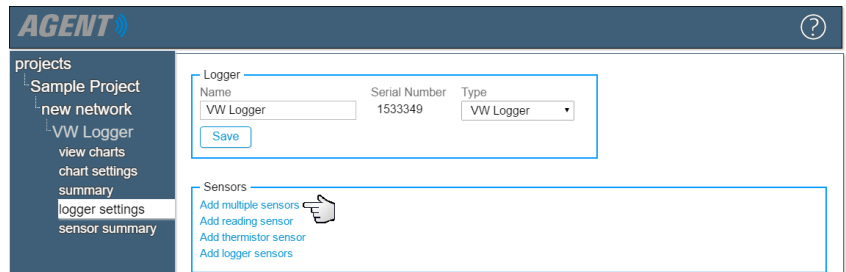 AGENT
?
projects
Sample Project
new network
VW Logger
view charts
chart settings
summary
logger settings
sensor summary
Logger
Name Serial Number Type
VW Logger 1533349 VW Logger
Save
Sensors
Add multiple sensors
Add reading sensor
Add thermistor sensor
Add logger sensors